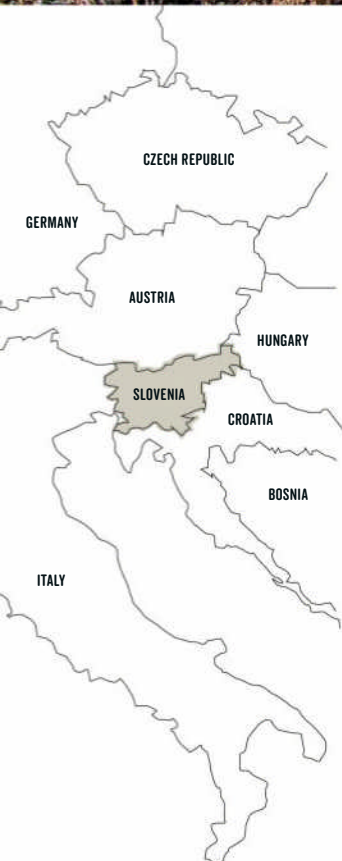 CZECH REPUBLIC
GERMANY
AUSTRIA
HUNGARY
SLOVENIA
CROATIA
BOSNIA
ITALY